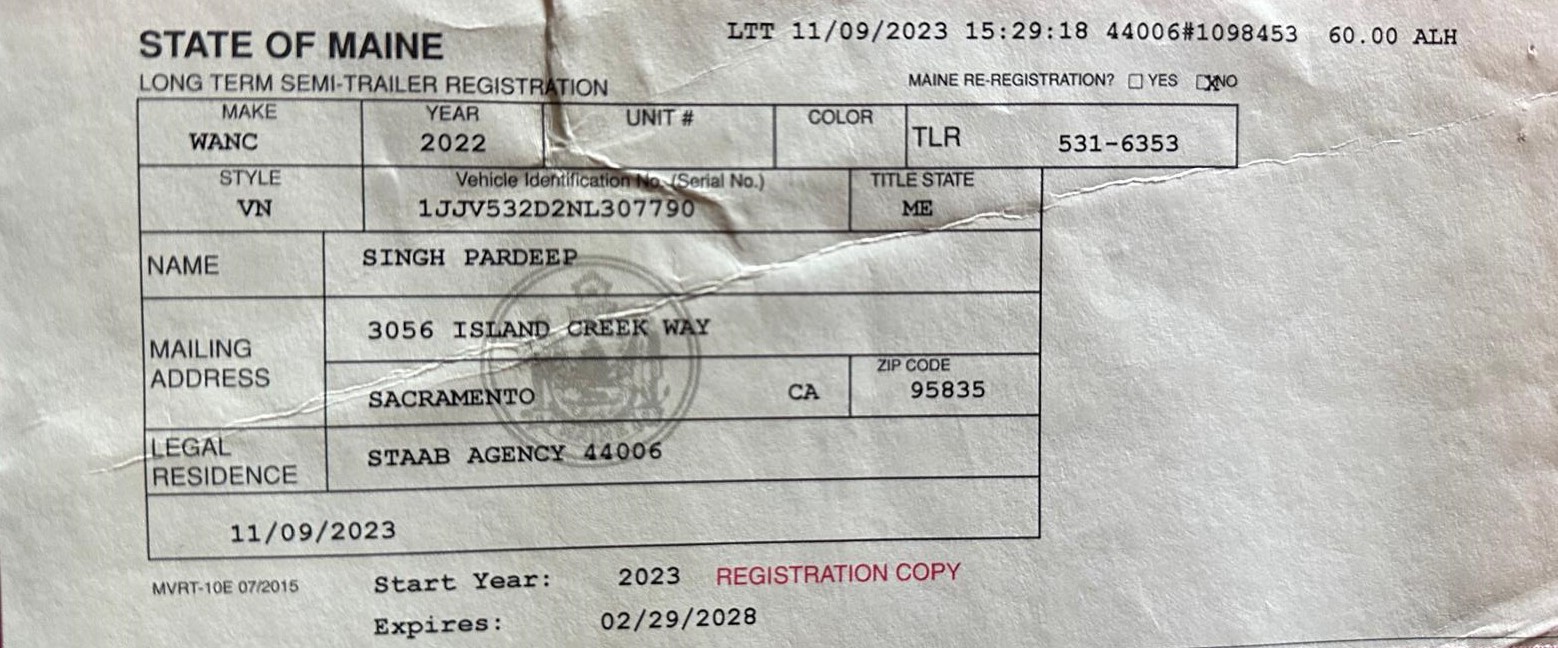 STATE OF MAINE
LTT 11/09/2023 15:29:18 44006#1098453 60.00 ALH
LONG TERM SEMI-TRAILER REGISTRATION
MAINE RE-REGISTRATION? ☐ YES ☒ NO
MAKE YEAR UNIT # COLOR
WANC 2022 TLR 531-6353
STYLE Vehicle Identification No. (Serial No.) TITLE STATE
VN 1JJV532D2NL307790 ME
NAME SINGH PARDEEP
MAILING ADDRESS 3056 ISLAND CREEK WAY
ZIP CODE
SACRAMENTO CA 95835
LEGAL RESIDENCE STAAB AGENCY 44006
11/09/2023
MVRT-10E 07/2015 Start Year: 2023 REGISTRATION COPY
Expires: 02/29/2028